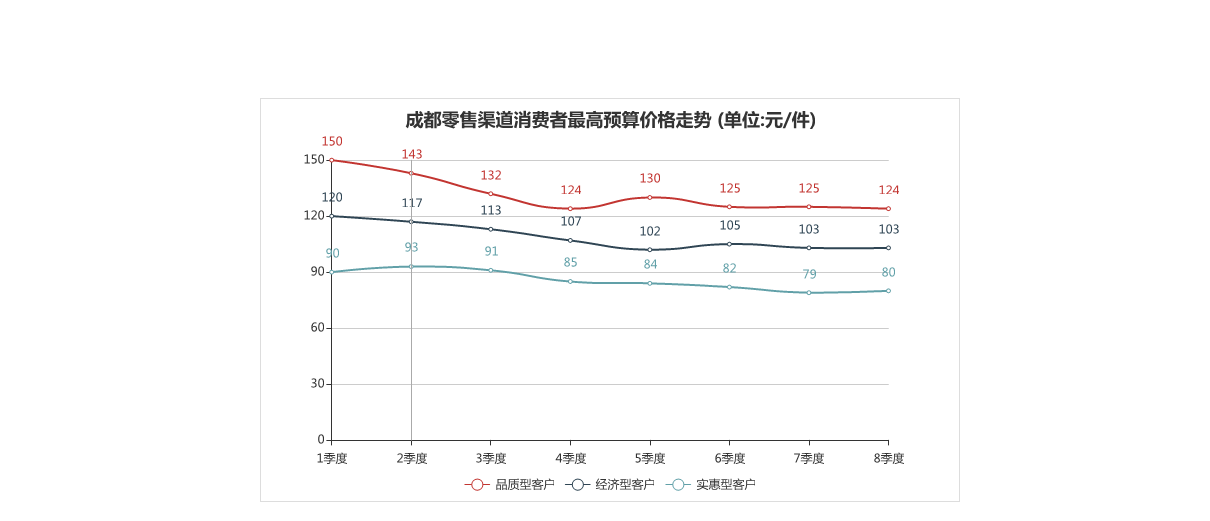 成都零售渠道消费者最高预算价格走势 (单位:元/件)
150 143 132 124 130 125 125 124
120 117 113 107 102 105 103 103
90 93 91 85 84 82 79 80
150
120
90
60
30
0
1季度 2季度 3季度 4季度 5季度 6季度 7季度 8季度
品质型客户 经济型客户 实惠型客户